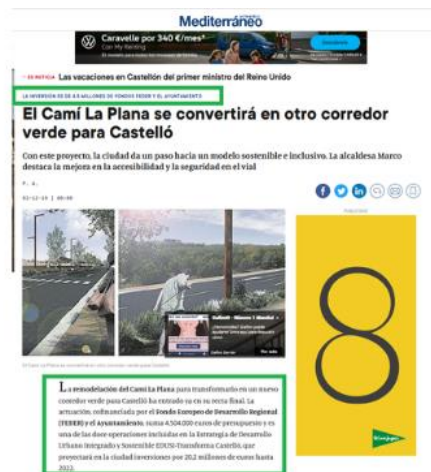 Mediterráneo
Caravelle por 340 €/mes*
Con My Renting
Las vacaciones en Castellón del primer ministro del Reino Unido
LA INVERSIÓN ES DE 4,5 MILLONES DE FONDOS FEDER Y EL AYUNTAMIENTO
El Camí La Plana se convertirá en otro corredor
verde para Castelló
Con este proyecto, la ciudad da un paso hacia un modelo sostenible e inclusivo. La alcaldesa Marco
destaca la mejora en la accesibilidad y la seguridad en el vial
8
La remodelación del Camí La Plana para transformarlo en un nuevo
corredor verde para Castelló ha entrado ya en su recta final. La
actuación, cofinanciada por el Fondo Europeo de Desarrollo Regional
(FEDER) y el Ayuntamiento, suma 4.504.000 euros de presupuesto y es
una de las doce operaciones incluidas en la Estrategia de Desarrollo
Urbano Integrado y Sostenible EDUSI-Transforma Castelló, que
proyectará en la ciudad inversiones por 20,2 millones de euros hasta
2022.